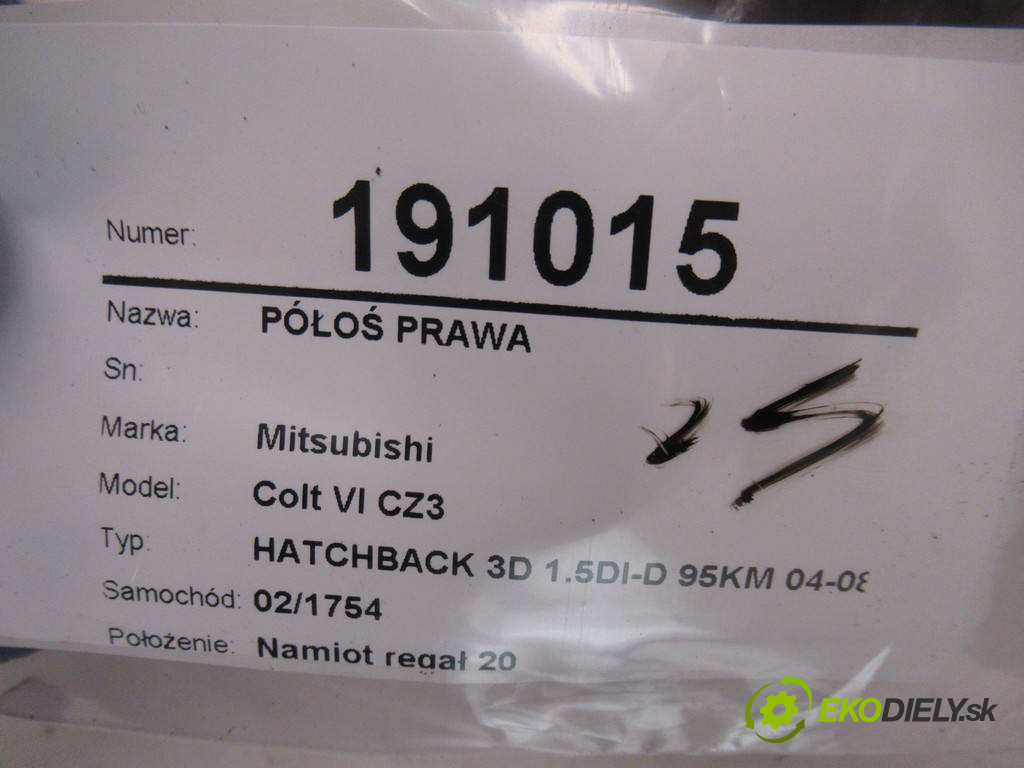 Numer: 191015
Nazwa: PÓŁOŚ PRAWA
Sn:
Marka: Mitsubishi
Model: Colt VI CZ3
Typ: HATCHBACK 3D 1.5DI-D 95KM 04-08
Samochód: 02/1754
Położenie: Namiot regał 20
EKODIELY.sk